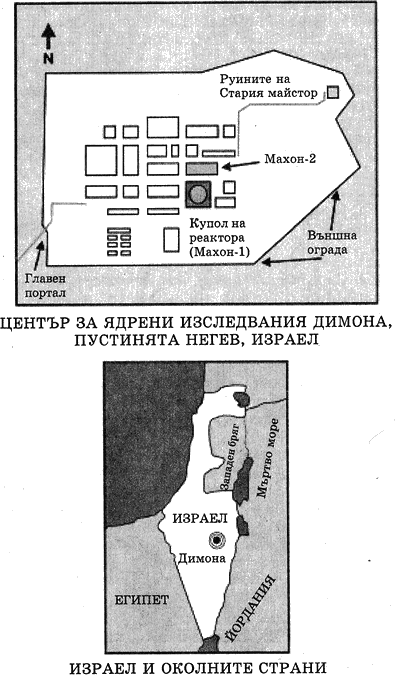 N
Руините на
Стария майстор
Махон-2
Купол на
реактора
(Махон-1)
Външна
ограда
Главен
портал
ЦЕНТЪР ЗА ЯДРЕНИ ИЗСЛЕДВАНИЯ ДИМОНА,
ПУСТИНЯТА НЕГЕВ, ИЗРАЕЛ
Западен бряг
Мъртво море
ИЗРАЕЛ
Димона
ЕГИПЕТ
ЙОРДАНИЯ
ИЗРАЕЛ И ОКОЛНИТЕ СТРАНИ